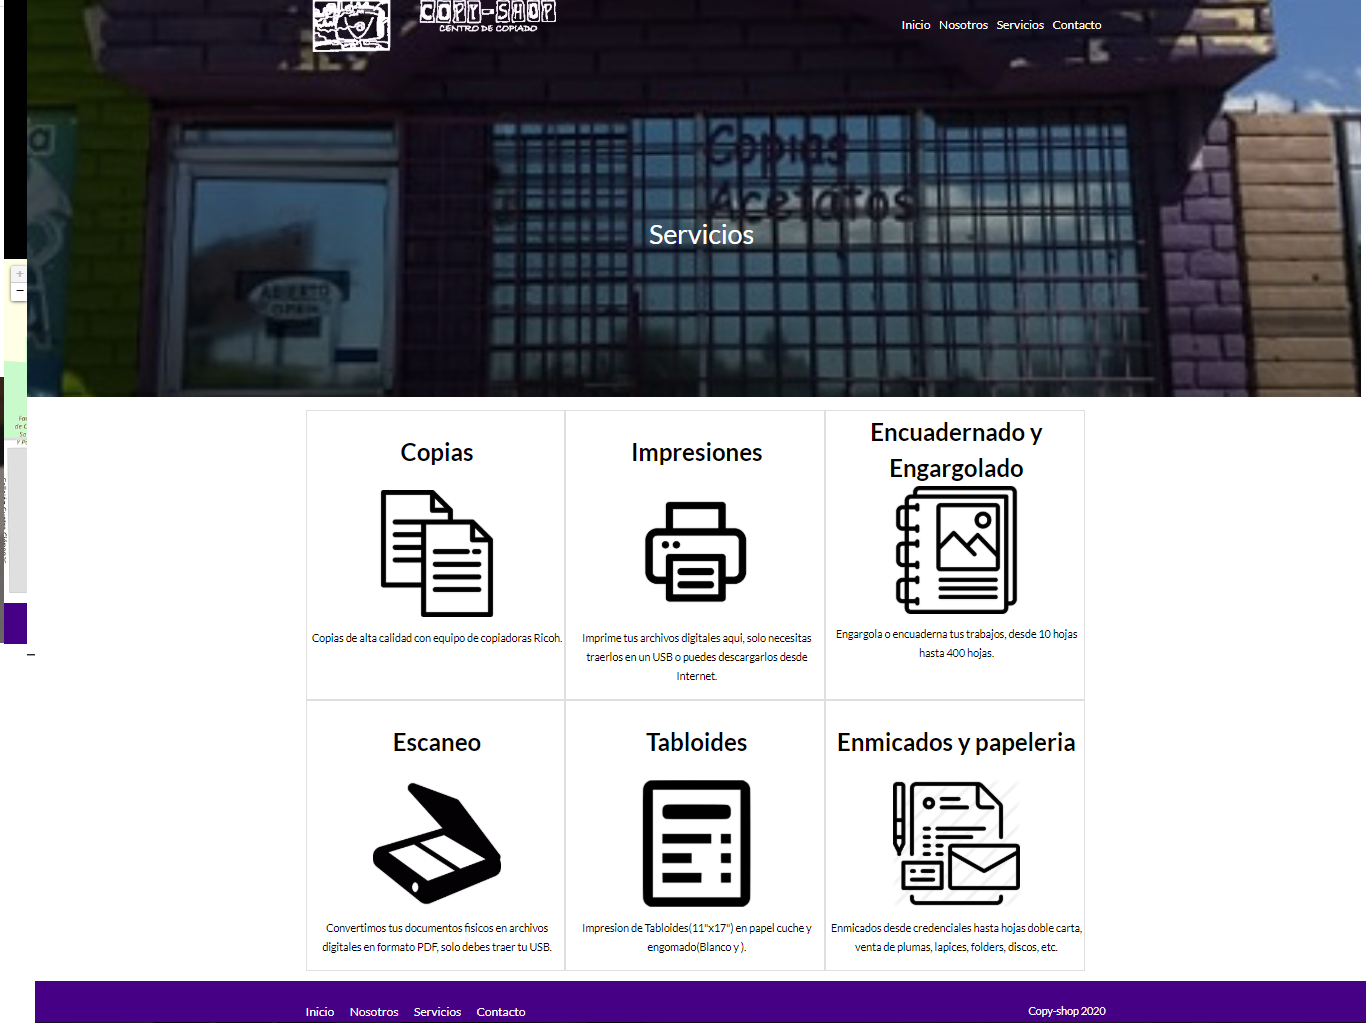 COPY-SHOP
CENTRO DE COPIADO
Inicio Nosotros Servicios Contacto
Copias
Acetatos
Servicios
ABIERTO
OPEN
+
−
Copias
Copias de alta calidad con equipo de copiadoras Ricoh.
Impresiones
Imprime tus archivos digitales aqui, solo necesitas
traerlos en un USB o puedes descargarlos desde
Internet.
Encuadernado y
Engargolado
Engargola o encuaderna tus trabajos, desde 10 hojas
hasta 400 hojas.
Escaneo
Convertimos tus documentos fisicos en archivos
digitales en formato PDF, solo debes traer tu USB.
Tabloides
Impresion de Tabloides(11"x17") en papel cuche y
engomado(Blanco y ).
Enmicados y papeleria
Enmicados desde credenciales hasta hojas doble carta,
venta de plumas, lapices, folders, discos, etc.
Inicio Nosotros Servicios Contacto
Copy-shop 2020